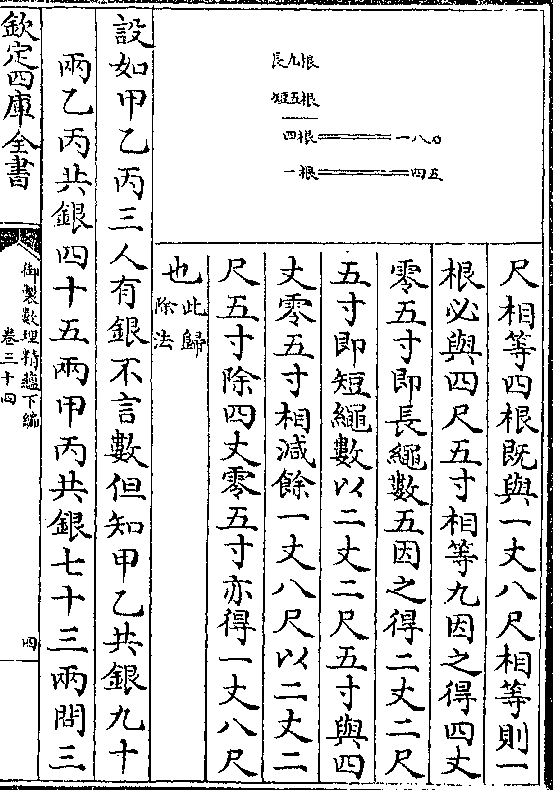 長九根
短五根
四根══一八〇
一根══四五
尺相等四根既與一丈八尺相等則一
根必與四尺五寸相等九因之得四丈
零五寸即長繩數五因之得二丈二尺
五寸即短繩數以二丈二尺五寸與四
丈零五寸相減餘一丈八尺以二丈二
尺五寸除四丈零五寸亦得一丈八尺
也此歸除法
設如甲乙丙三人有銀不言數但知甲乙共銀九十
兩乙丙共銀四十五兩甲丙共銀七十三兩問三
欽定四庫全書
御製數理精蘊下編
卷三十四
四